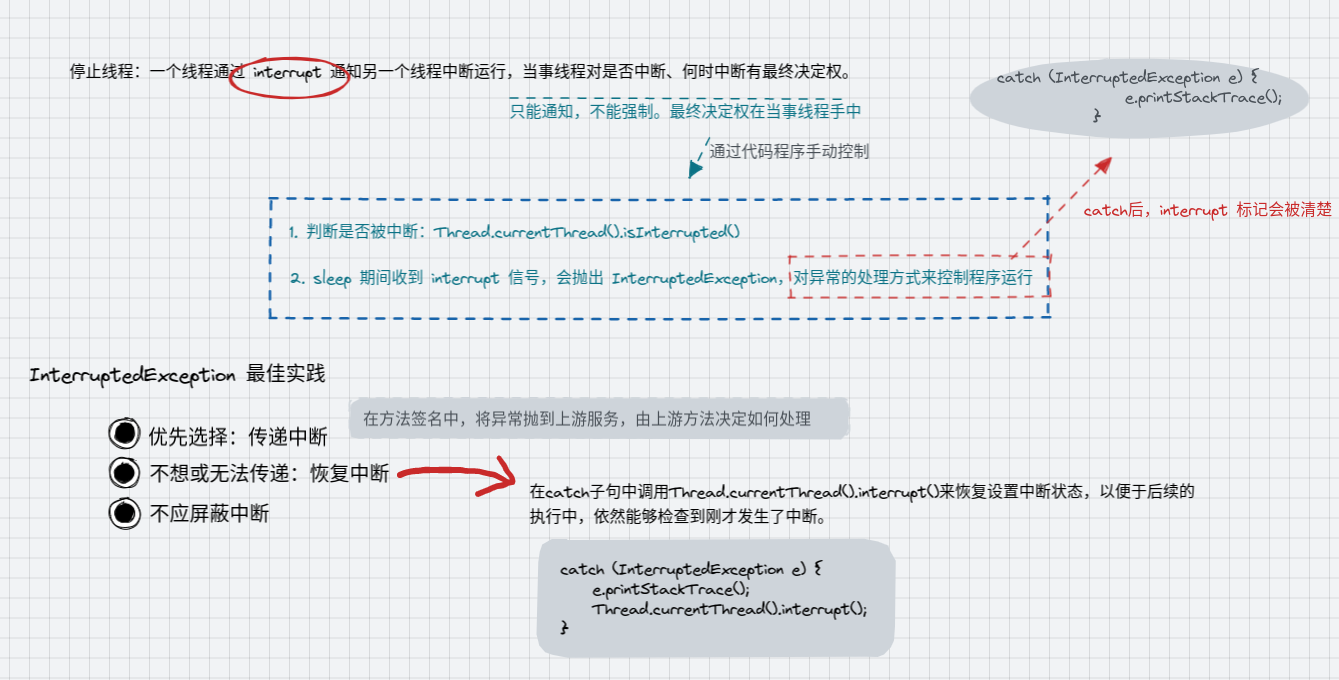 停止线程：一个线程通过 interrupt 通知另一个线程中断运行，当事线程对是否中断、何时中断有最终决定权。
只能通知，不能强制。最终决定权在当事线程手中
通过代码程序手动控制
catch (InterruptedException e) {
e.printStackTrace();
}
catch后，interrupt 标记会被清楚
1. 判断是否被中断：Thread.currentThread().isInterrupted()
2. sleep 期间收到 interrupt 信号，会抛出 InterruptedException，对异常的处理方式来控制程序运行
InterruptedException 最佳实践
在方法签名中，将异常抛到上游服务，由上游方法决定如何处理
优先选择：传递中断
不想或无法传递：恢复中断
不应屏蔽中断
在catch子句中调用Thread.currentThread().interrupt()来恢复设置中断状态，以便于后续的
执行中，依然能够检查到刚才发生了中断。
catch (InterruptedException e) {
e.printStackTrace();
Thread.currentThread().interrupt();
}